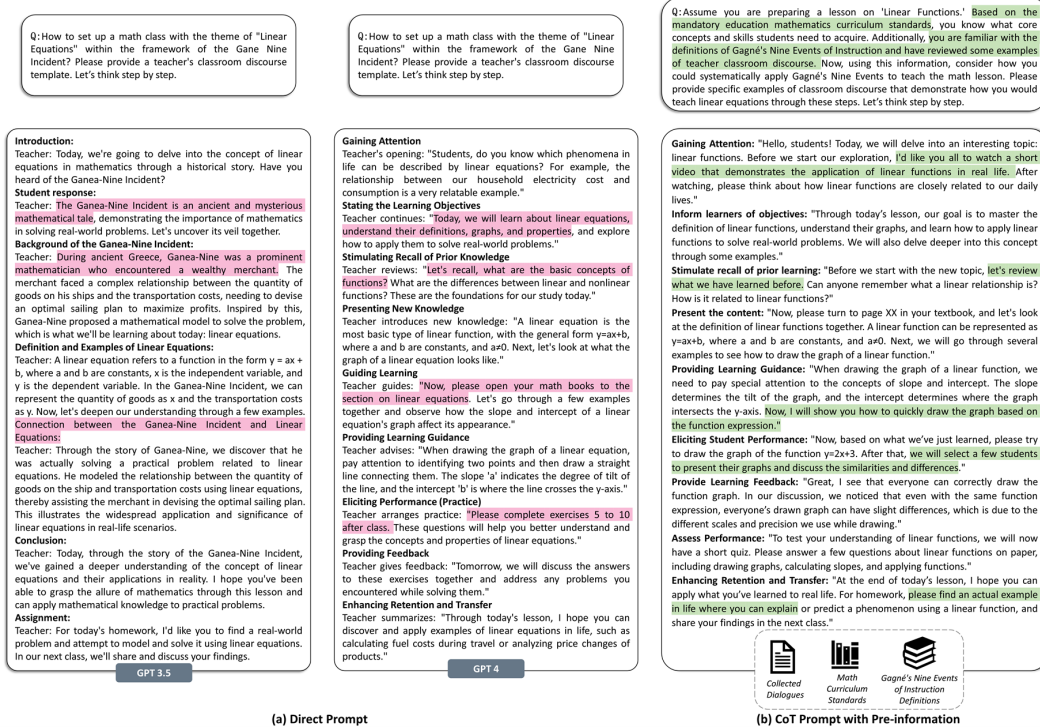 Q: How to set up a math class with the theme of "Linear
Equations" within the framework of the Gane Nine
Incident? Please provide a teacher's classroom discourse
template. Let's think step by step.
Introduction:
Teacher: Today, we're going to delve into the concept of linear
equations in mathematics through a historical story. Have you
heard of the Ganea-Nine Incident?
Student response:
Teacher: The Ganea-Nine Incident is an ancient and mysterious
mathematical tale, demonstrating the importance of mathematics
in solving real-world problems. Let's uncover its veil together.
Background of the Ganea-Nine Incident:
Teacher: During ancient Greece, Ganea-Nine was a prominent
mathematician who encountered a wealthy merchant. The
merchant faced a complex relationship between the quantity of
goods on his ships and the transportation costs, needing to devise
an optimal sailing plan to maximize profits. Inspired by this,
Ganea-Nine proposed a mathematical model to solve the problem,
which is what we'll be learning about today: linear equations.
Definition and Examples of Linear Equations:
Teacher: A linear equation refers to a function in the form y = ax +
b, where a and b are constants, x is the independent variable, and
y is the dependent variable. In the Ganea-Nine Incident, we can
represent the quantity of goods as x and the transportation costs
as y. Now, let's deepen our understanding through a few examples.
Connection between the Ganea-Nine Incident and Linear
Equations:
Teacher: Through the story of Ganea-Nine, we discover that he
was actually solving a practical problem related to linear
equations. He modeled the relationship between the quantity of
goods on the ship and transportation costs using linear equations,
thereby assisting the merchant in devising the optimal sailing plan.
This illustrates the widespread application and significance of
linear equations in real-life scenarios.
Conclusion:
Teacher: Today, through the story of the Ganea-Nine Incident,
we've gained a deeper understanding of the concept of linear
equations and their applications in reality. I hope you've been
able to grasp the allure of mathematics through this lesson and
can apply mathematical knowledge to practical problems.
Assignment:
Teacher: For today's homework, I'd like you to find a real-world
problem and attempt to model and solve it using linear equations.
In our next class, we'll share and discuss your findings.
GPT 3.5
Q: How to set up a math class with the theme of "Linear
Equations" within the framework of the Gane Nine
Incident? Please provide a teacher's classroom discourse
template. Let's think step by step.
Gaining Attention
Teacher's opening: "Students, do you know which phenomena in
life can be described by linear equations? For example, the
relationship between our household electricity cost and
consumption is a very relatable example."
Stating the Learning Objectives
Teacher continues: "Today, we will learn about linear equations,
understand their definitions, graphs, and properties, and explore
how to apply them to solve real-world problems."
Stimulating Recall of Prior Knowledge
Teacher reviews: "Let's recall, what are the basic concepts of
functions? What are the differences between linear and nonlinear
functions? These are the foundations for our study today."
Presenting New Knowledge
Teacher introduces new knowledge: "A linear equation is the
most basic type of linear function, with the general form y=ax+b,
where a and b are constants, and a≠0. Next, let's look at what the
graph of a linear equation looks like."
Guiding Learning
Teacher guides: "Now, please open your math books to the
section on linear equations. Let's go through a few examples
together and observe how the slope and intercept of a linear
equation's graph affect its appearance."
Providing Learning Guidance
Teacher advises: "When drawing the graph of a linear equation,
pay attention to identifying two points and then draw a straight
line connecting them. The slope 'a' indicates the degree of tilt of
the line, and the intercept 'b' is where the line crosses the y-axis."
Eliciting Performance (Practice)
Teacher arranges practice: "Please complete exercises 5 to 10
after class. These questions will help you better understand and
grasp the concepts and properties of linear equations."
Providing Feedback
Teacher gives feedback: "Tomorrow, we will discuss the answers
to these exercises together and address any problems you
encountered while solving them."
Enhancing Retention and Transfer
Teacher summarizes: "Through today's lesson, I hope you can
discover and apply examples of linear equations in life, such as
calculating fuel costs during travel or analyzing price changes of
products."
GPT 4
(a) Direct Prompt
Q:Assume you are preparing a lesson on 'Linear Functions.' Based on the
mandatory education mathematics curriculum standards, you know what core
concepts and skills students need to acquire. Additionally, you are familiar with the
definitions of Gagné's Nine Events of Instruction and have reviewed some examples
of teacher classroom discourse. Now, using this information, consider how you
could systematically apply Gagné's Nine Events to teach the math lesson. Please
provide specific examples of classroom discourse that demonstrate how you would
teach linear equations through these steps. Let's think step by step.
Gaining Attention: "Hello, students! Today, we will delve into an interesting topic:
linear functions. Before we start our exploration, I'd like you all to watch a short
video that demonstrates the application of linear functions in real life. After
watching, please think about how linear functions are closely related to our daily
lives."
Inform learners of objectives: "Through today's lesson, our goal is to master the
definition of linear functions, understand their graphs, and learn how to apply linear
functions to solve real-world problems. We will also delve deeper into this concept
through some examples."
Stimulate recall of prior learning: "Before we start with the new topic, let's review
what we have learned before. Can anyone remember what a linear relationship is?
How is it related to linear functions?"
Present the content: "Now, please turn to page XX in your textbook, and let's look
at the definition of linear functions together. A linear function can be represented as
y=ax+b, where a and b are constants, and a≠0. Next, we will go through several
examples to see how to draw the graph of a linear function."
Providing Learning Guidance: "When drawing the graph of a linear function, we
need to pay special attention to the concepts of slope and intercept. The slope
determines the tilt of the graph, and the intercept determines where the graph
intersects the y-axis. Now, I will show you how to quickly draw the graph based on
the function expression."
Eliciting Student Performance: "Now, based on what we've just learned, please try
to draw the graph of the function y=2x+3. After that, we will select a few students
to present their graphs and discuss the similarities and differences."
Provide Learning Feedback: "Great, I see that everyone can correctly draw the
function graph. In our discussion, we noticed that even with the same function
expression, everyone's drawn graph can have slight differences, which is due to the
different scales and precision we use while drawing."
Assess Performance: "To test your understanding of linear functions, we will now
have a short quiz. Please answer a few questions about linear functions on paper,
including drawing graphs, calculating slopes, and applying functions."
Enhancing Retention and Transfer: "At the end of today's lesson, I hope you can
apply what you've learned to real life. For homework, please find an actual example
in life where you can explain or predict a phenomenon using a linear function, and
share your findings in the next class."
Collected
Dialogues
Math
Curriculum
Standards
Gagné's Nine Events
of Instruction
Definitions
(b) CoT Prompt with Pre-information